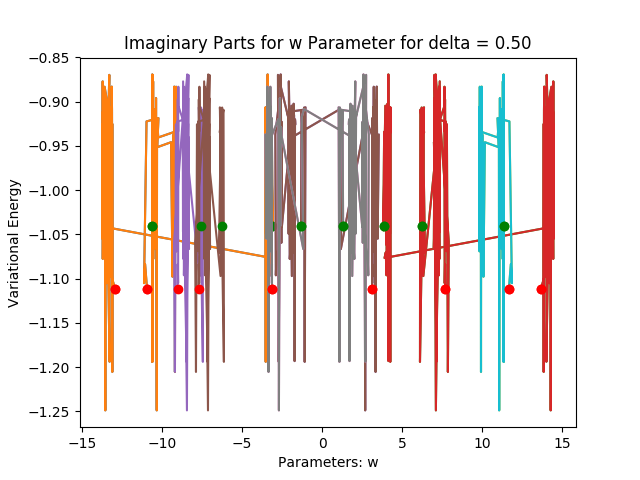 Imaginary Parts for w Parameter for delta = 0.50
−0.85
−0.90
−0.95
−1.00
−1.05
−1.10
−1.15
−1.20
−1.25
Variational Energy
−15 −10 −5 0 5 10 15
Parameters: w